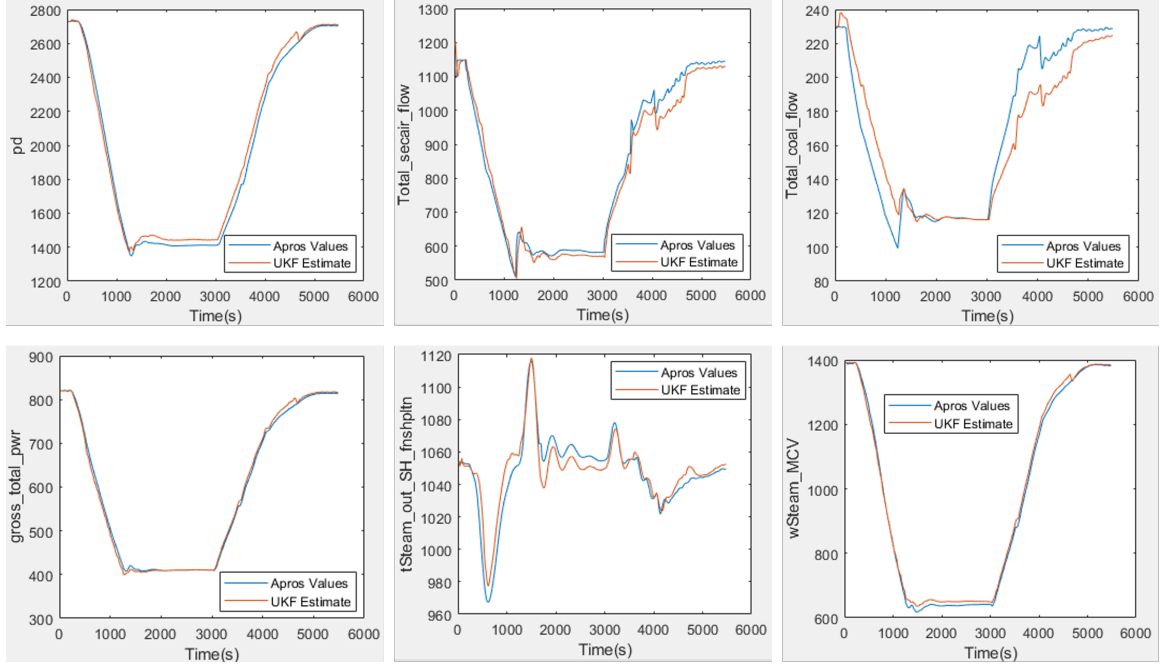 pd
2800
2600
2400
2200
2000
1800
1600
1400
1200
0 1000 2000 3000 4000 5000 6000
Time(s)
Apros Values
UKF Estimate
Total_secair_flow
1300
1200
1100
1000
900
800
700
600
500
0 1000 2000 3000 4000 5000 6000
Time(s)
Apros Values
UKF Estimate
Total_coal_flow
240
220
200
180
160
140
120
100
80
0 1000 2000 3000 4000 5000 6000
Time(s)
Apros Values
UKF Estimate
gross_total_pwr
900
800
700
600
500
400
300
0 1000 2000 3000 4000 5000 6000
Time(s)
Apros Values
UKF Estimate
tSteam_out_SH_fnshpltn
1120
1100
1080
1060
1040
1020
1000
980
960
0 1000 2000 3000 4000 5000 6000
Time(s)
Apros Values
UKF Estimate
wSteam_MCV
1400
1200
1000
800
600
0 1000 2000 3000 4000 5000 6000
Time(s)
Apros Values
UKF Estimate